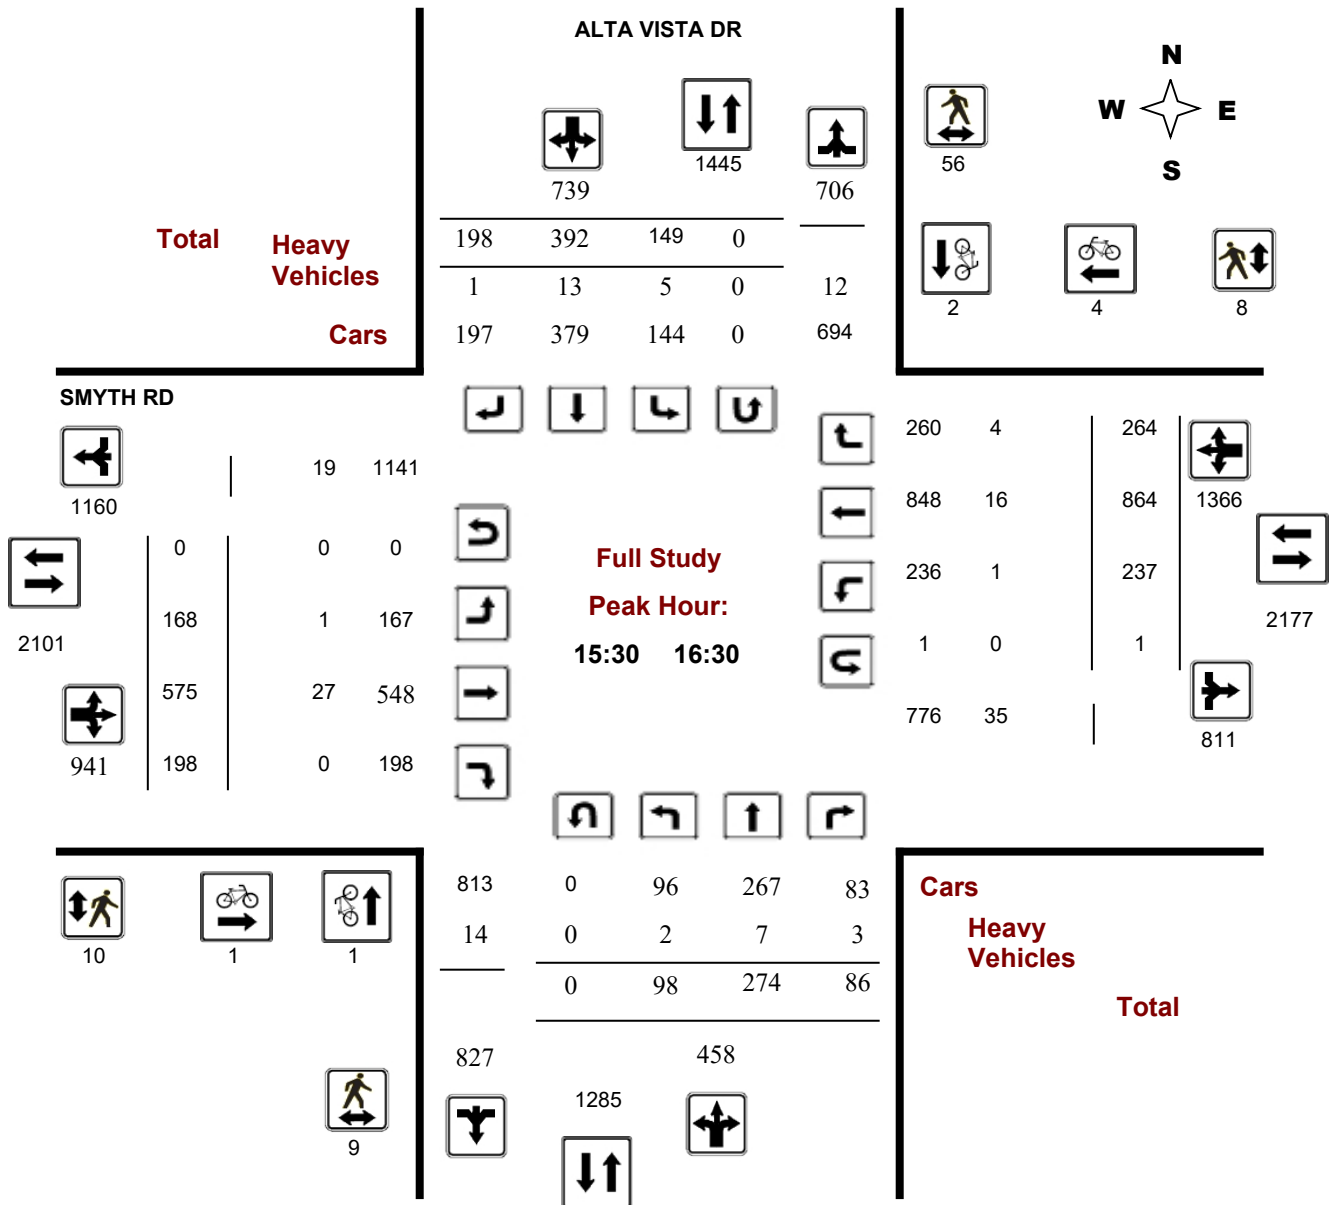 ALTA VISTA DR
N
W E
S
1445
56
739
706
Total
Heavy
Vehicles
Cars
198 392 149 0
1 13 5 0 12
197 379 144 0 694
2 4 8
SMYTH RD
260 4 264
19 1141
1160
848 16 864 1366
0 0 0
Full Study
236 1 237
Peak Hour:
168 1 167
2177
2101
15:30 16:30
1 0 1
575 27 548
776 35
811
941 198 0 198
813 0 96 267 83
Cars
14 0 2 7 3
Heavy
Vehicles
10 1 1
0 98 274 86
Total
827 458
1285
9